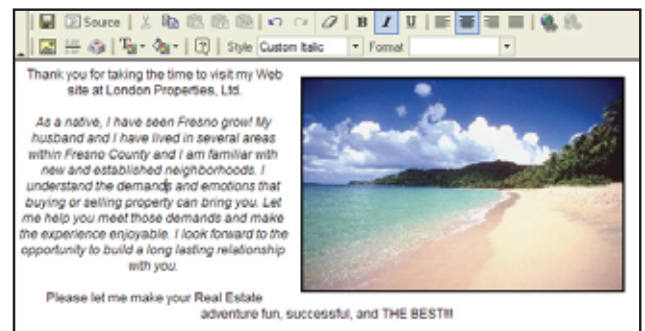 Source B I U
Style Custom Italic Format
Thank you for taking the time to visit my Web
site at London Properties, Ltd.
As a native, I have seen Fresno grow! My
husband and I have lived in several areas
within Fresno County and I am familiar with
new and established neighborhoods. I
understand the demands and emotions that
buying or selling property can bring you. Let
me help you meet those demands and make
the experience enjoyable. I look forward to the
opportunity to build a long lasting relationship
with you.
Please let me make your Real Estate
adventure fun, successful, and THE BEST!!!